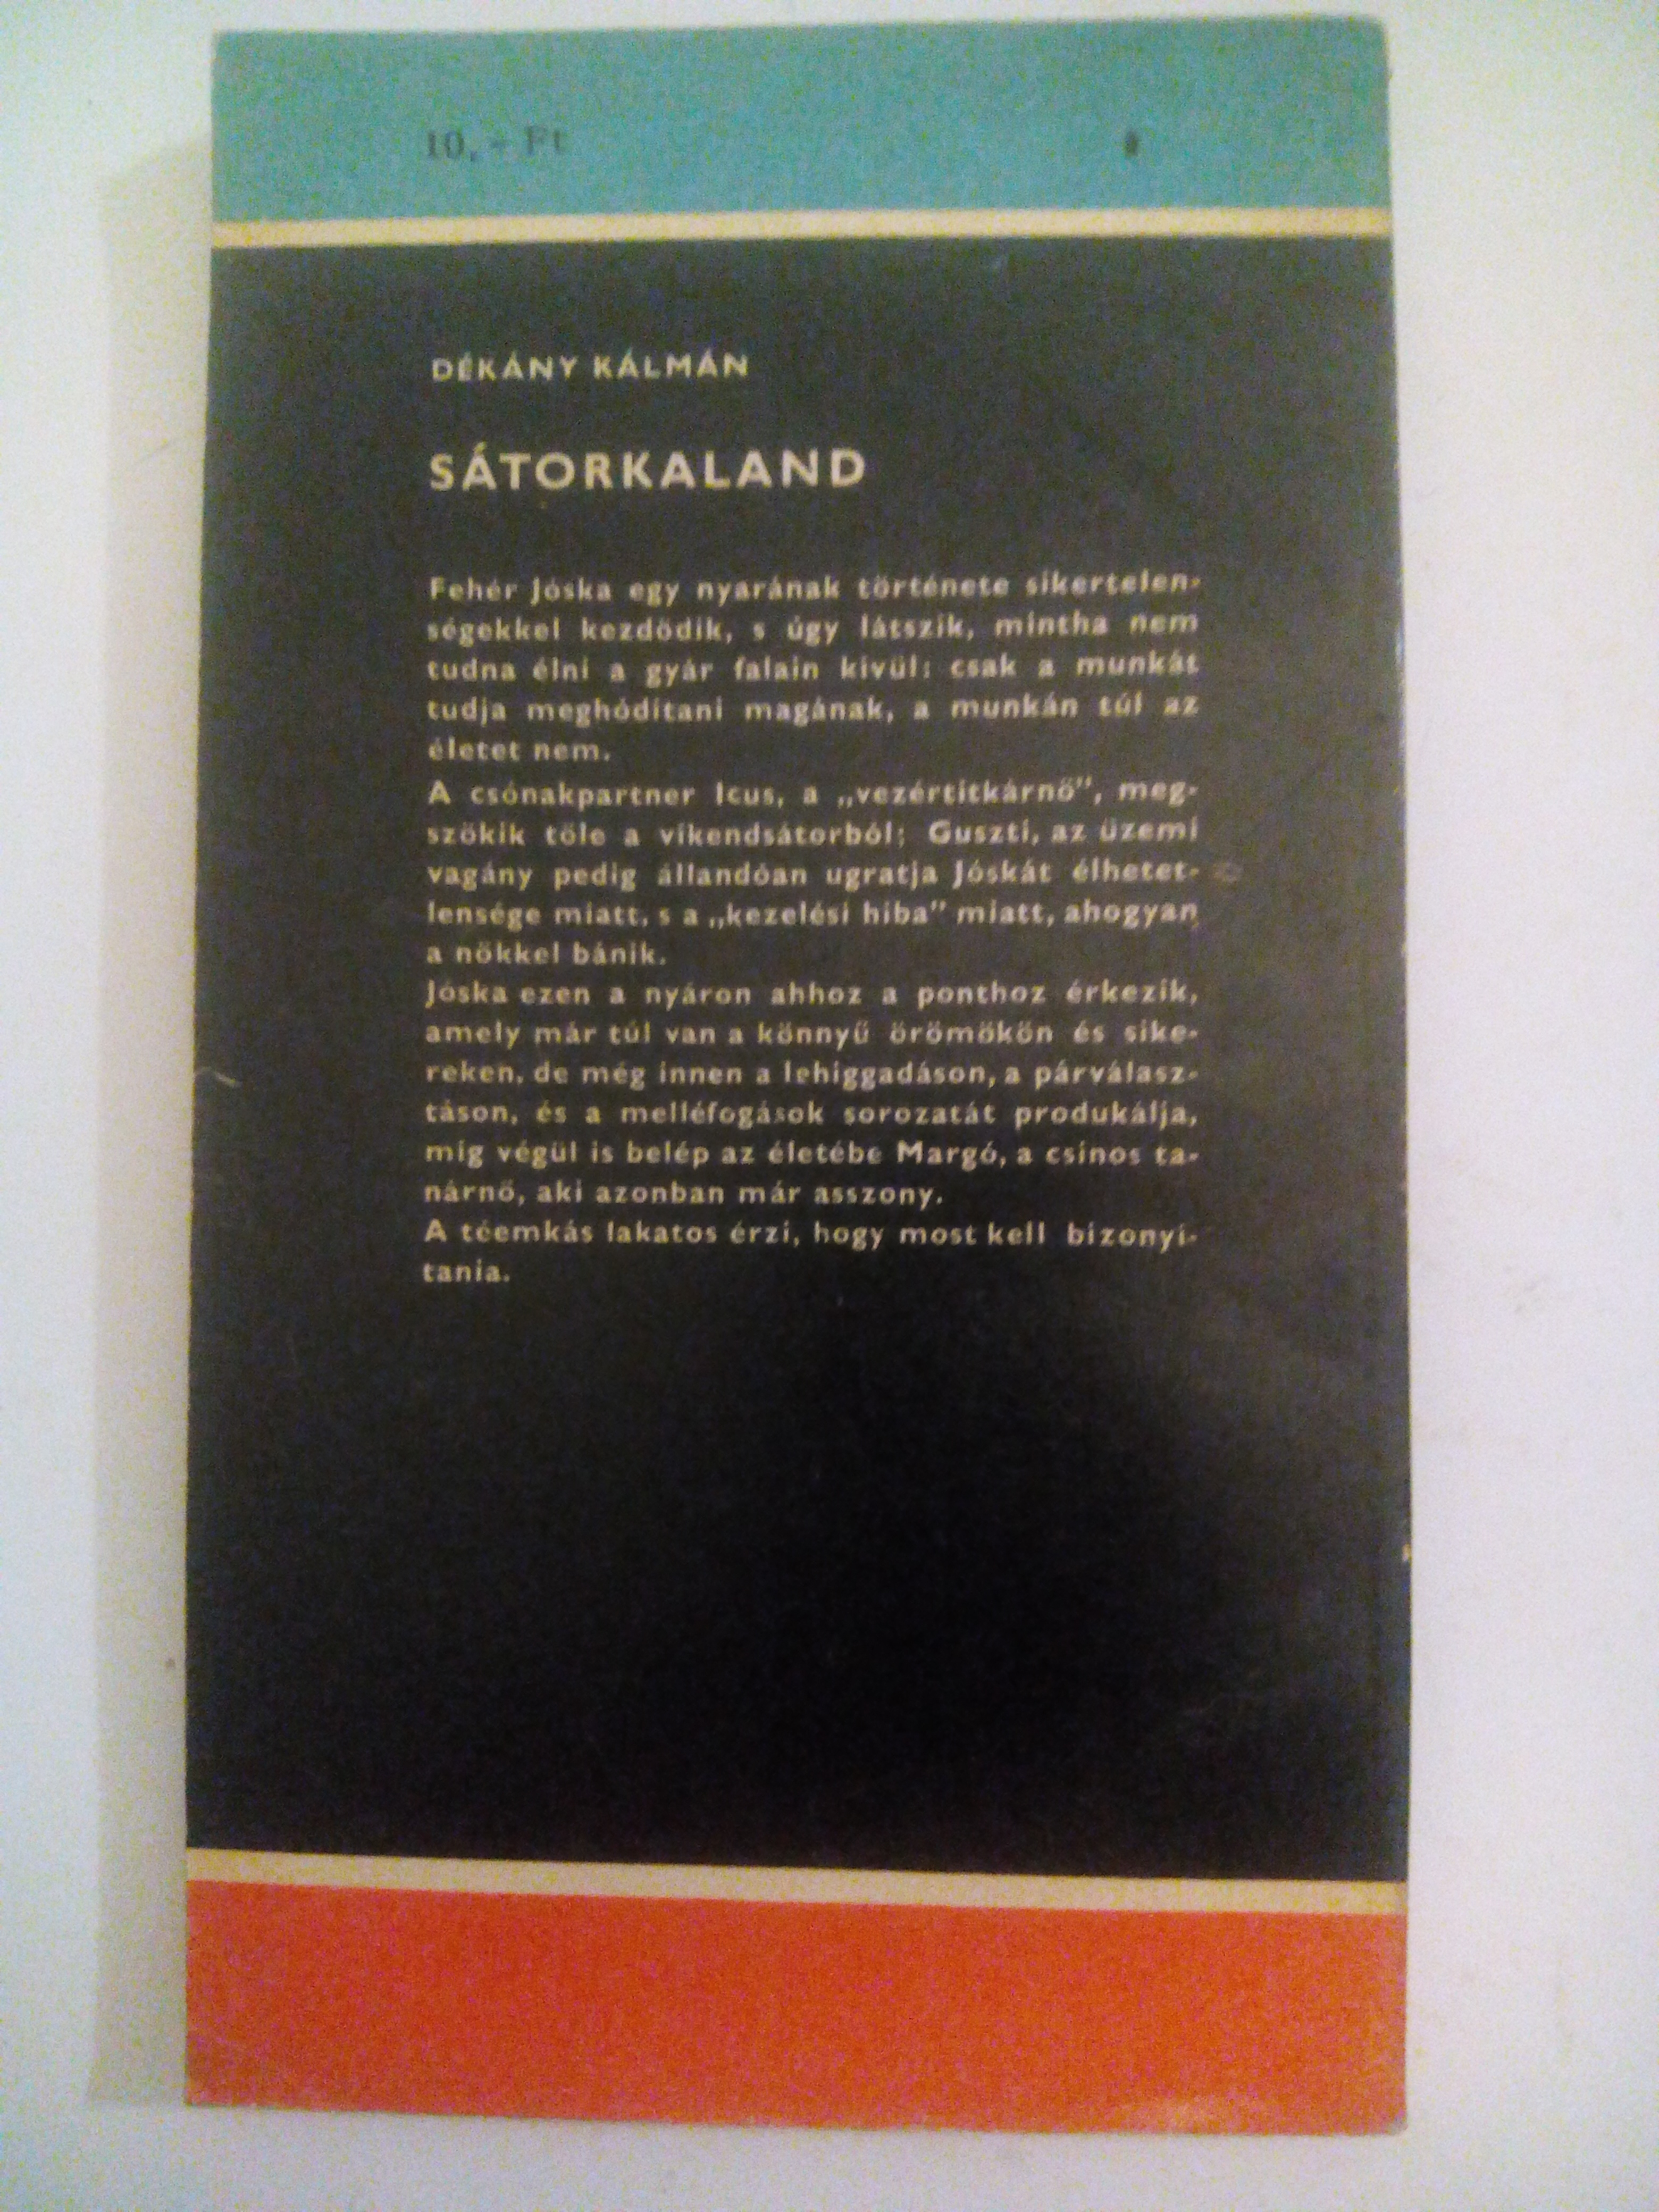 10,- Ft
DÉKÁNY KÁLMÁN
SÁTORKALAND
Fehér Jóska egy nyarának története sikertelen-
ségekkel kezdődik, s úgy látszik, mintha nem
tudna élni a gyár falain kívül: csak a munkát
tudja meghódítani magának, a munkán túl az
életet nem.
A csónakpartner Icus, a „vezértitkárnő", meg-
szökik tőle a víkendsátorból; Guszti, az üzemi
vagány pedig állandóan ugratja Jóskát élhetet-
lensége miatt, s a „kezelési hiba" miatt, ahogyan
a nőkkel bánik.
Jóska ezen a nyáron ahhoz a ponthoz érkezik,
amely már túl van a könnyű örömökön és sike-
reken, de még innen a lehiggadáson, a párválasz-
táson, és a melléfogások sorozatát produkálja,
míg végül is belép az életébe Margó, a csinos ta-
nárnő, aki azonban már asszony.
A téemkás lakatos érzi, hogy most kell bizonyí-
tania.